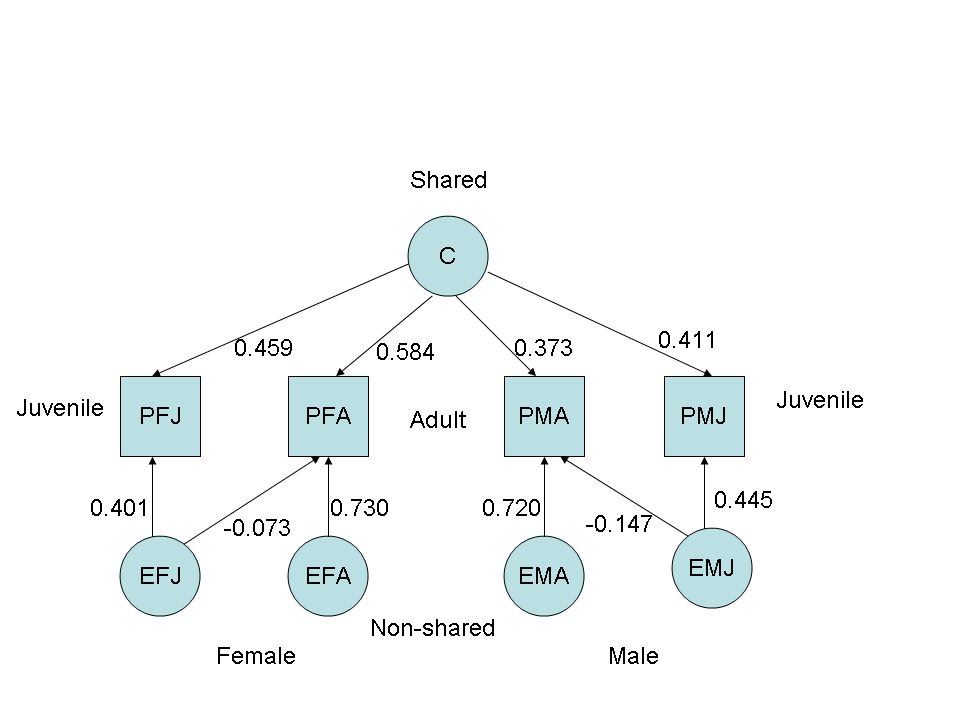 Shared
C
0.459
0.584
0.373
0.411
Juvenile
PFJ
PFA
Adult
PMA
PMJ
Juvenile
0.401
-0.073
0.730
0.720
-0.147
0.445
EFJ
EFA
EMA
EMJ
Non-shared
Female
Male